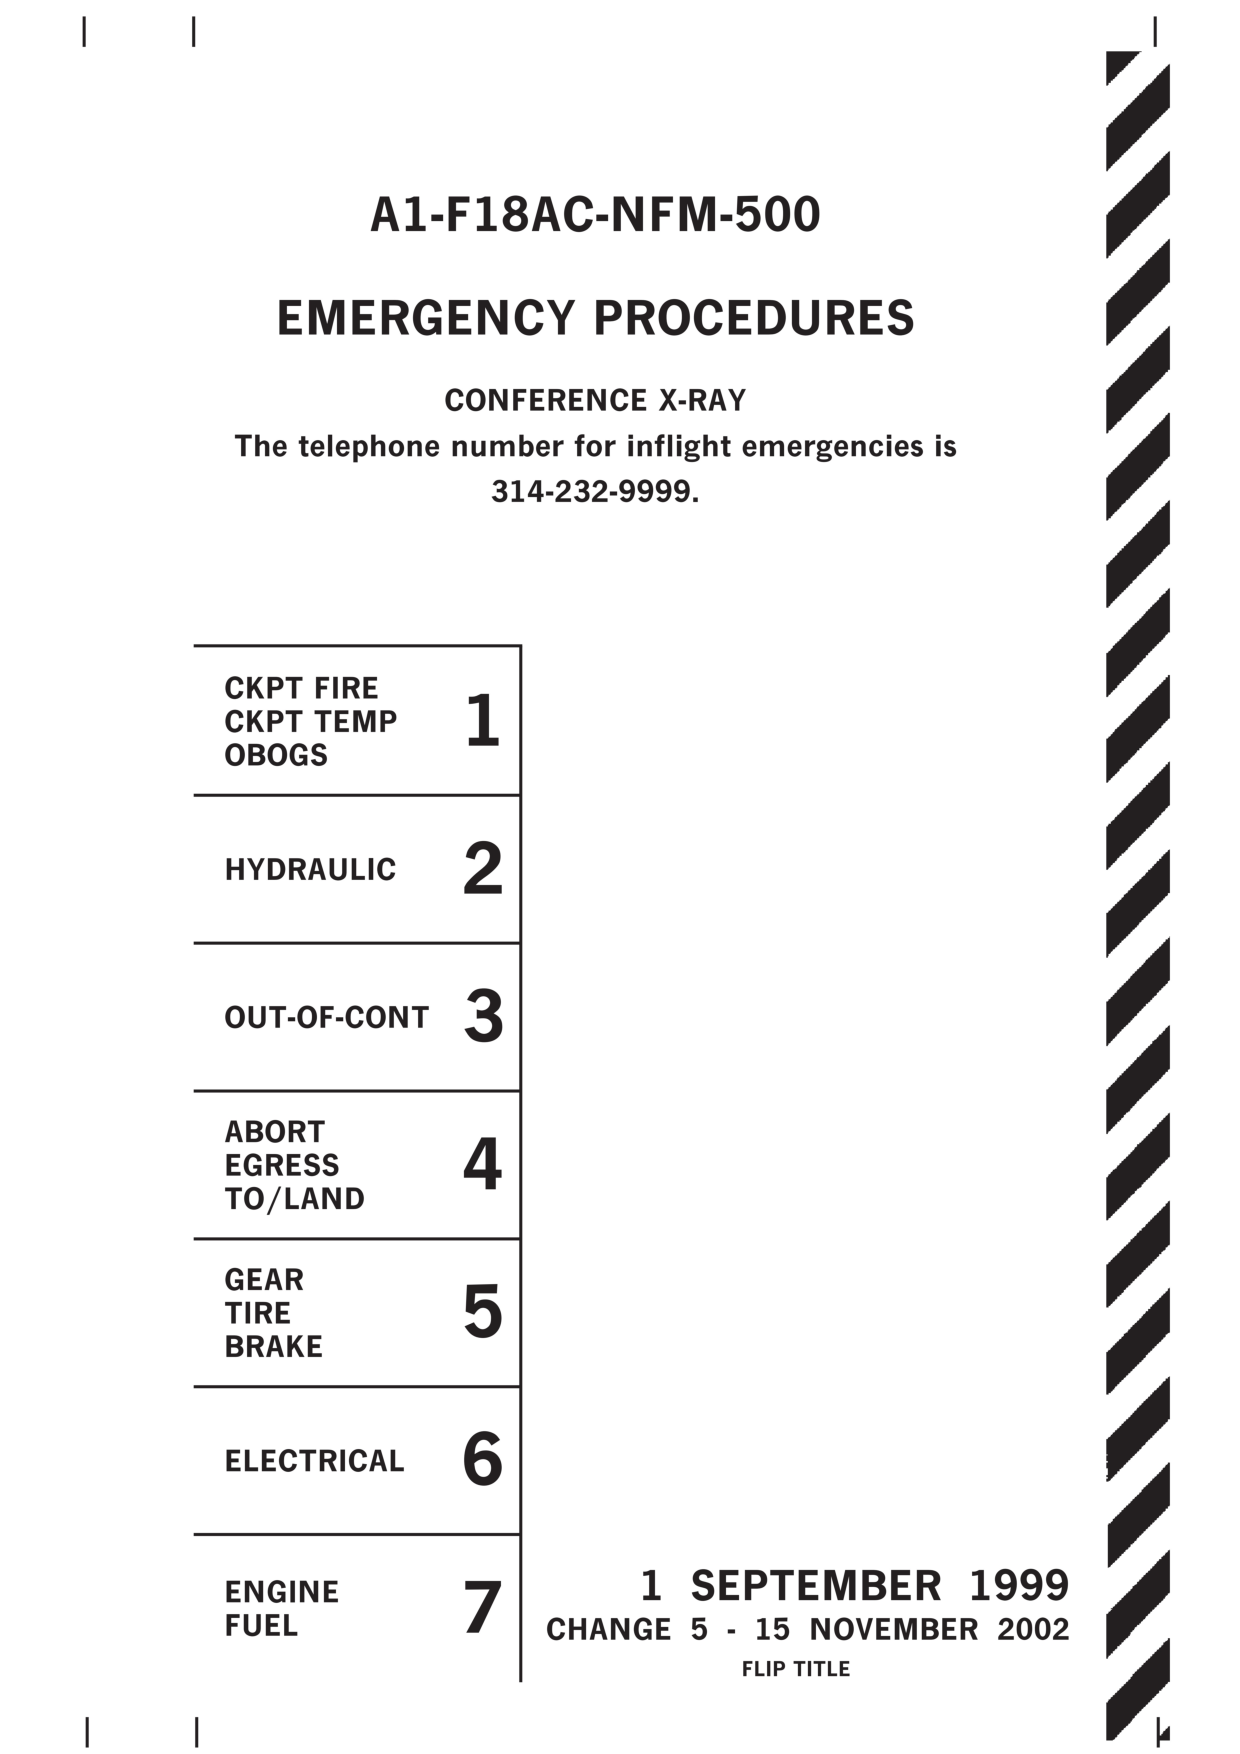 A1-F18AC-NFM-500
EMERGENCY PROCEDURES
CONFERENCE X-RAY
The telephone number for inflight emergencies is
314-232-9999.
CKPT FIRE
CKPT TEMP
OBOGS
1
HYDRAULIC 2
OUT-OF-CONT 3
ABORT
EGRESS
TO/LAND
4
GEAR
TIRE
BRAKE
5
ELECTRICAL 6
ENGINE
FUEL
7
1 SEPTEMBER 1999
CHANGE 5 - 15 NOVEMBER 2002
FLIP TITLE